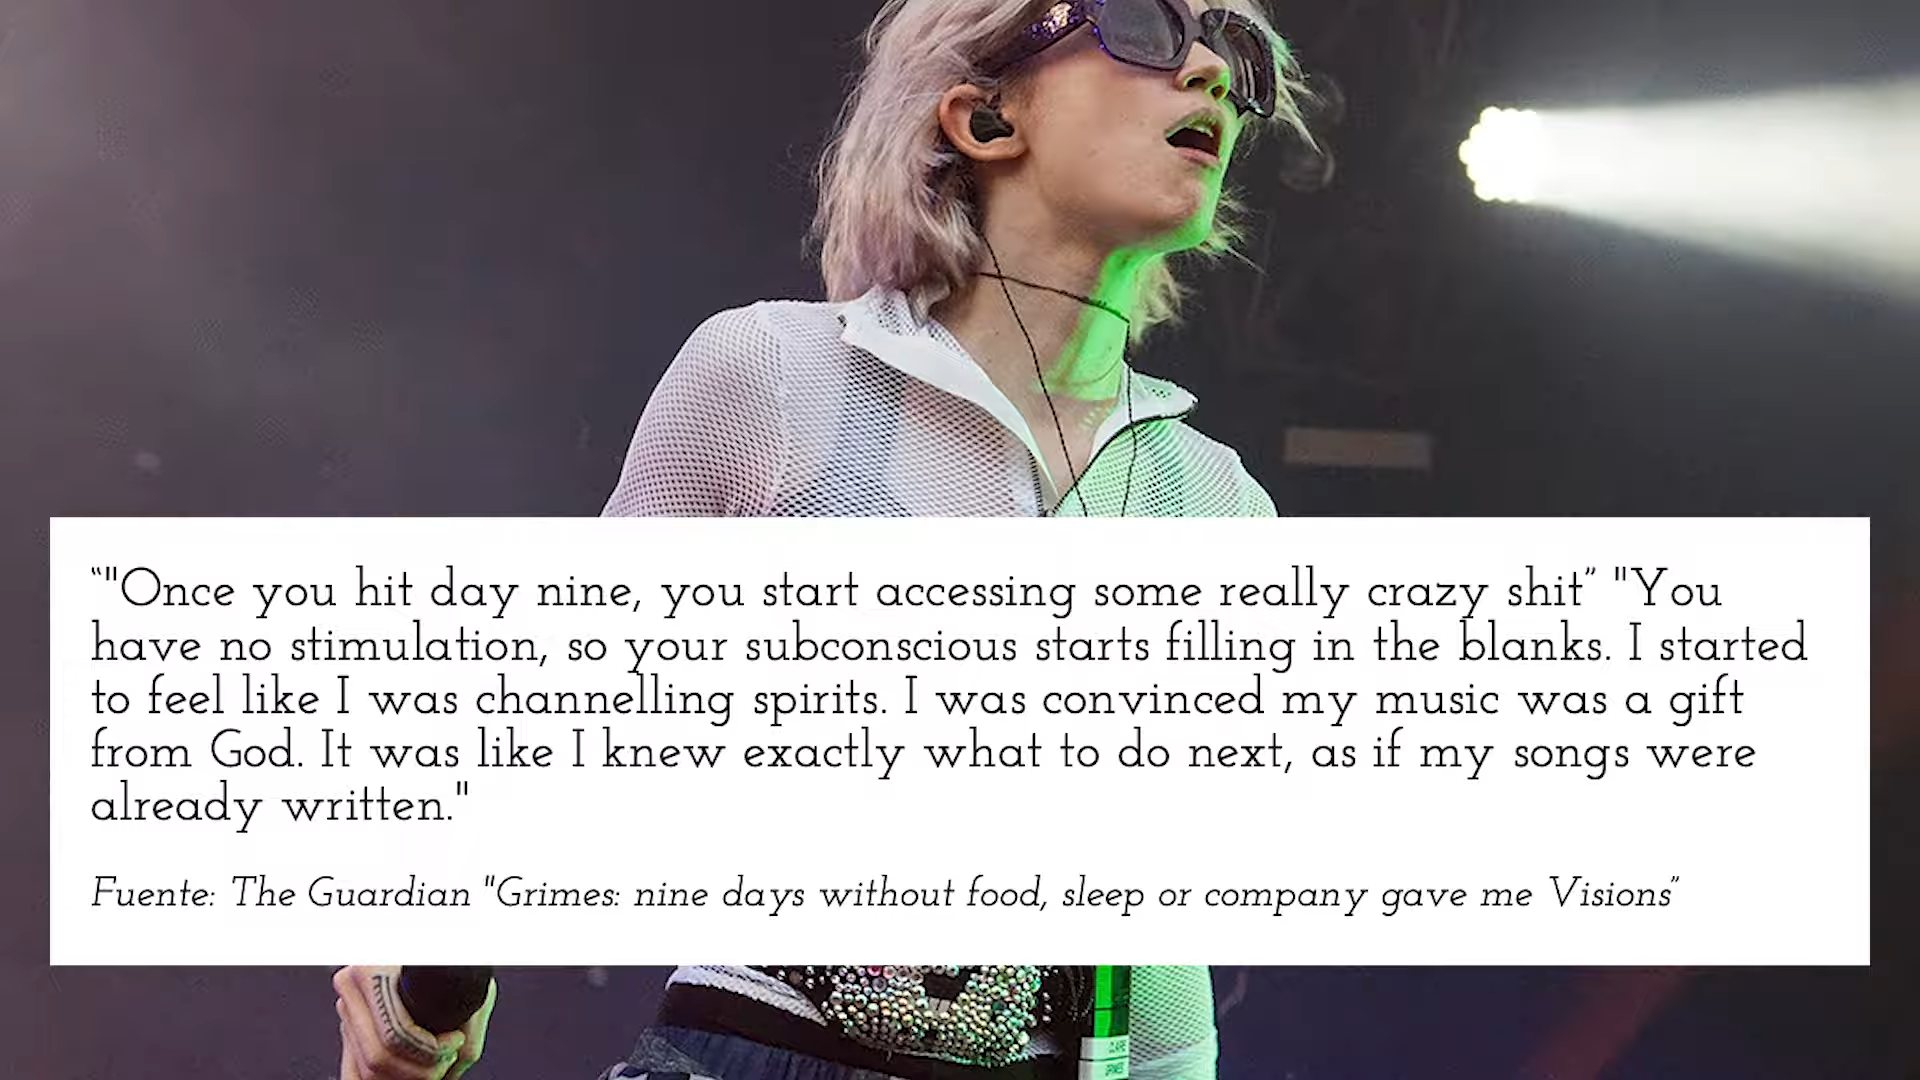 “"Once you hit day nine, you start accessing some really crazy shit” "You
have no stimulation, so your subconscious starts filling in the blanks. I started
to feel like I was channelling spirits. I was convinced my music was a gift
from God. It was like I knew exactly what to do next, as if my songs were
already written."
Fuente: The Guardian "Grimes: nine days without food, sleep or company gave me Visions”